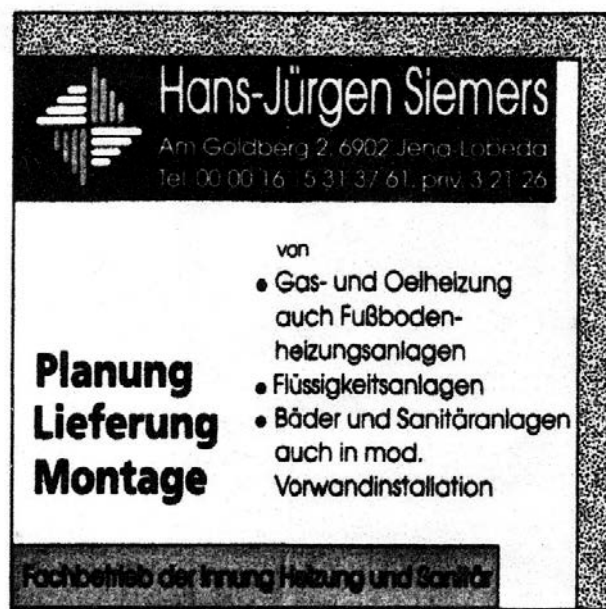 Hans-Jürgen Siemers
Am Goldberg 2, 6902 Jena-Lobeda
Tel. 00 00 16 15 31 37 61, priv. 3 21 26
Planung
Lieferung
Montage
von
• Gas- und Oelheizung
auch Fußboden-
heizungsanlagen
• Flüssigkeitsanlagen
• Bäder und Sanitäranlagen
auch in mod.
Vorwandinstallation
Fachbetrieb der Innung Heizung und Sanitär